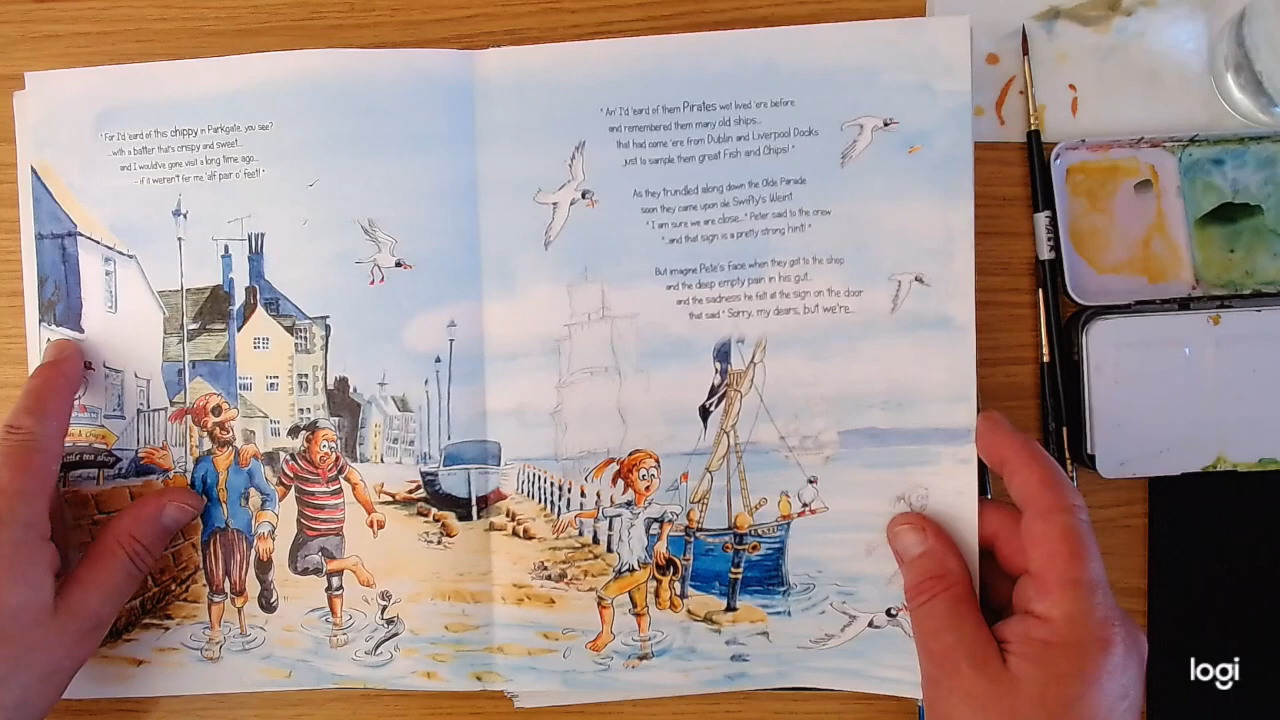 " For I'd 'eard of this chippy in Parkgate, you see?
...with a batter that's crispy and sweet...
and I would've gone visit a long time ago...
- if it weren't fer me 'alf pair o' feet! "
" An' I'd 'eard of them Pirates wot lived 'ere before
and remembered them many old ships...
that had come 'ere from Dublin and Liverpool Docks
...just to sample them great Fish and Chips! "
As they trundled along down the Olde Parade
soon they came upon ole Swiftly's Weint
" I am sure we are close..." Peter said to the crew
"...and that sign is a pretty strong hint! "
But imagine Pete's face when they got to the shop
and the deep empty pain in his gut...
and the sadness he felt at the sign on the door
that said " Sorry, my dears, but we're...
little tea shop
MASK
logi